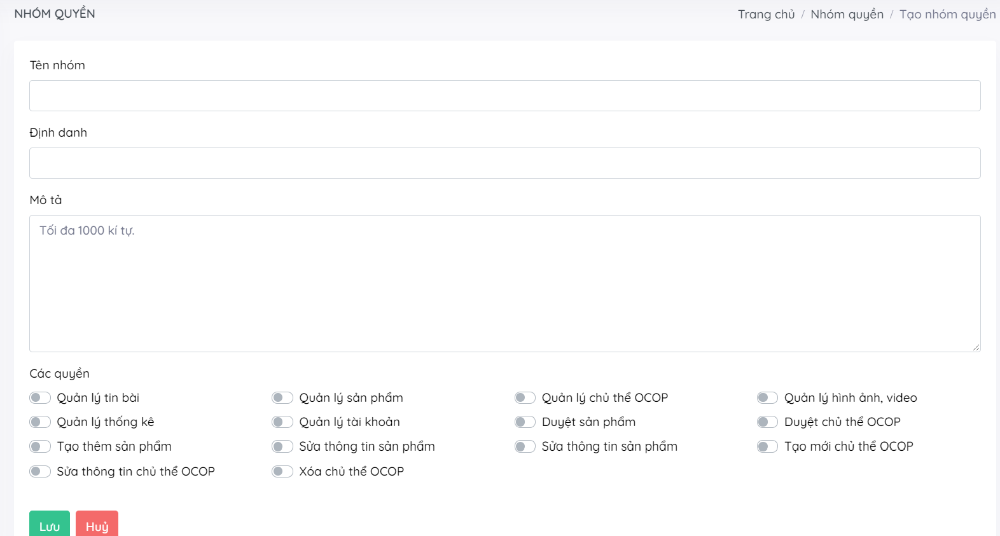 NHÓM QUYỀN
Trang chủ / Nhóm quyền / Tạo nhóm quyền
Tên nhóm
Định danh
Mô tả
Tối đa 1000 kí tự.
Các quyền
Quản lý tin bài
Quản lý sản phẩm
Quản lý chủ thể OCOP
Quản lý hình ảnh, video
Quản lý thống kê
Quản lý tài khoản
Duyệt sản phẩm
Duyệt chủ thể OCOP
Tạo thêm sản phẩm
Sửa thông tin sản phẩm
Sửa thông tin sản phẩm
Tạo mới chủ thể OCOP
Sửa thông tin chủ thể OCOP
Xóa chủ thể OCOP
Lưu
Huỷ